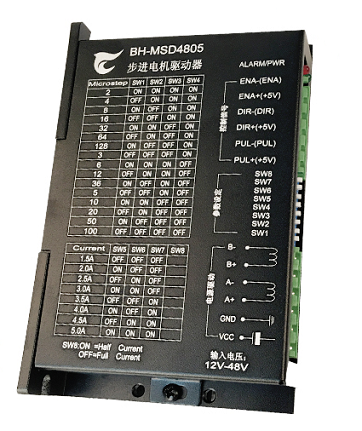 BH-MSD4805
步进电机驱动器
Microstep SW1 SW2 SW3 SW4
2 ON ON ON ON
4 OFF ON ON ON
8 ON OFF ON ON
16 OFF OFF ON ON
32 ON ON OFF ON
64 OFF ON OFF ON
128 ON OFF OFF ON
3 OFF OFF OFF ON
6 ON ON ON OFF
12 OFF ON ON OFF
36 ON OFF ON OFF
5 OFF OFF ON OFF
10 ON ON OFF OFF
20 OFF ON OFF OFF
50 ON OFF OFF OFF
100 OFF OFF OFF OFF
Current SW5 SW6 SW7 SW8
1.5A OFF OFF OFF
2.0A ON OFF OFF
2.5A OFF ON OFF
3.0A ON ON OFF
3.5A OFF OFF ON
4.0A ON OFF ON
4.5A OFF ON ON
5.0A ON ON ON
SW8:ON =Half Current
OFF=Full Current
ALARM/PWR
控制信号
ENA-(ENA)
ENA+(+5V)
DIR-(DIR)
DIR+(+5V)
PUL-(PUL)
PUL+(+5V)
参数设定
SW8
SW7
SW6
SW5
SW4
SW3
SW2
SW1
电源驱动
B-
B+
A-
A+
GND
VCC
输入电压:
12V-48V